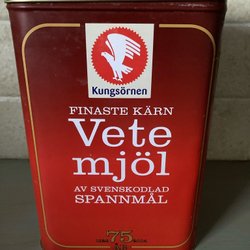 Kungsörnen
FINASTE KÄRN
Vete
mjöl
AV SVENSKODLAD
SPANNMÅL
75